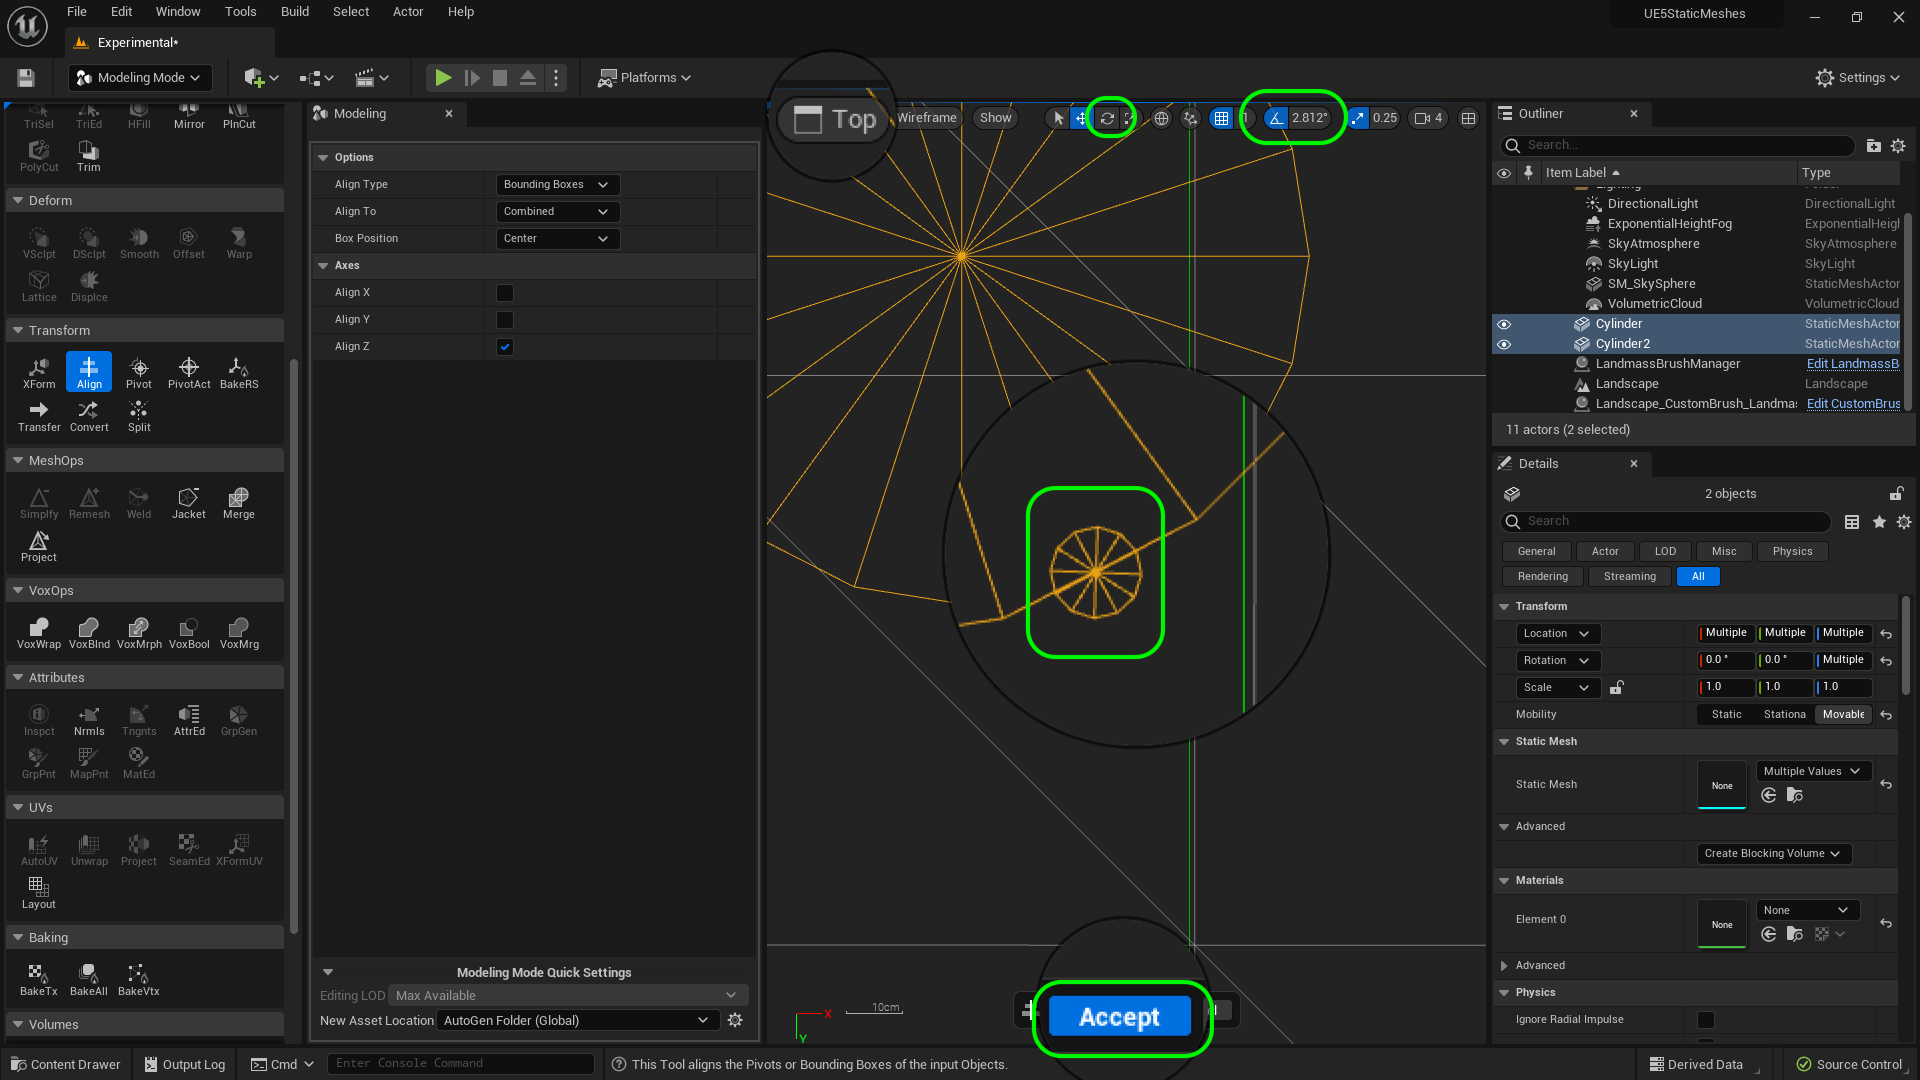 File Edit Window Tools Build Select Actor Help
UE5StaticMeshes
Experimental*
Modeling Mode
Platforms
Settings
TriSel TriEd HFill Mirror PlnCut
PolyCut Trim
Deform
VSclpt DSclpt Smooth Offset Warp
Lattice Displce
Transform
XForm Align Pivot PivotAct BakeRS
Transfer Convert Split
MeshOps
Simplfy Remesh Weld Jacket Merge
Project
VoxOps
VoxWrap VoxBlnd VoxMrph VoxBool VoxMrg
Attributes
Inspct Nrmls Tngnts AttrEd GrpGen
GrpPnt MapPnt MatEd
UVs
AutoUV Unwrap Project SeamEd XFormUV
Layout
Baking
BakeTx BakeAll BakeVtx
Volumes
Modeling
Options
Align Type Bounding Boxes
Align To Combined
Box Position Center
Axes
Align X
Align Y
Align Z
Modeling Mode Quick Settings
Editing LOD Max Available
New Asset Location AutoGen Folder (Global)
Top
Wireframe Show 1 2.812° 0.25 4
10cm
X
Y
Accept
Outliner
Search...
Item Label Type
Lighting Folder
DirectionalLight DirectionalLight
ExponentialHeightFog ExponentialHeigh
SkyAtmosphere SkyAtmosphere
SkyLight SkyLight
SM_SkySphere StaticMeshActor
VolumetricCloud VolumetricCloud
Cylinder StaticMeshActor
Cylinder2 StaticMeshActor
LandmassBrushManager Edit LandmassB
Landscape Landscape
Landscape_CustomBrush_Landmas Edit CustomBrus
11 actors (2 selected)
Details
2 objects
Search
General Actor LOD Misc Physics
Rendering Streaming All
Transform
Location Multiple Multiple Multiple
Rotation 0.0 ° 0.0 ° Multiple
Scale 1.0 1.0 1.0
Mobility Static Stationa Movable
Static Mesh
Static Mesh None Multiple Values
Advanced
Create Blocking Volume
Materials
Element 0 None None
Advanced
Physics
Ignore Radial Impulse
Content Drawer Output Log Cmd Enter Console Command This Tool aligns the Pivots or Bounding Boxes of the input Objects. Derived Data Source Control